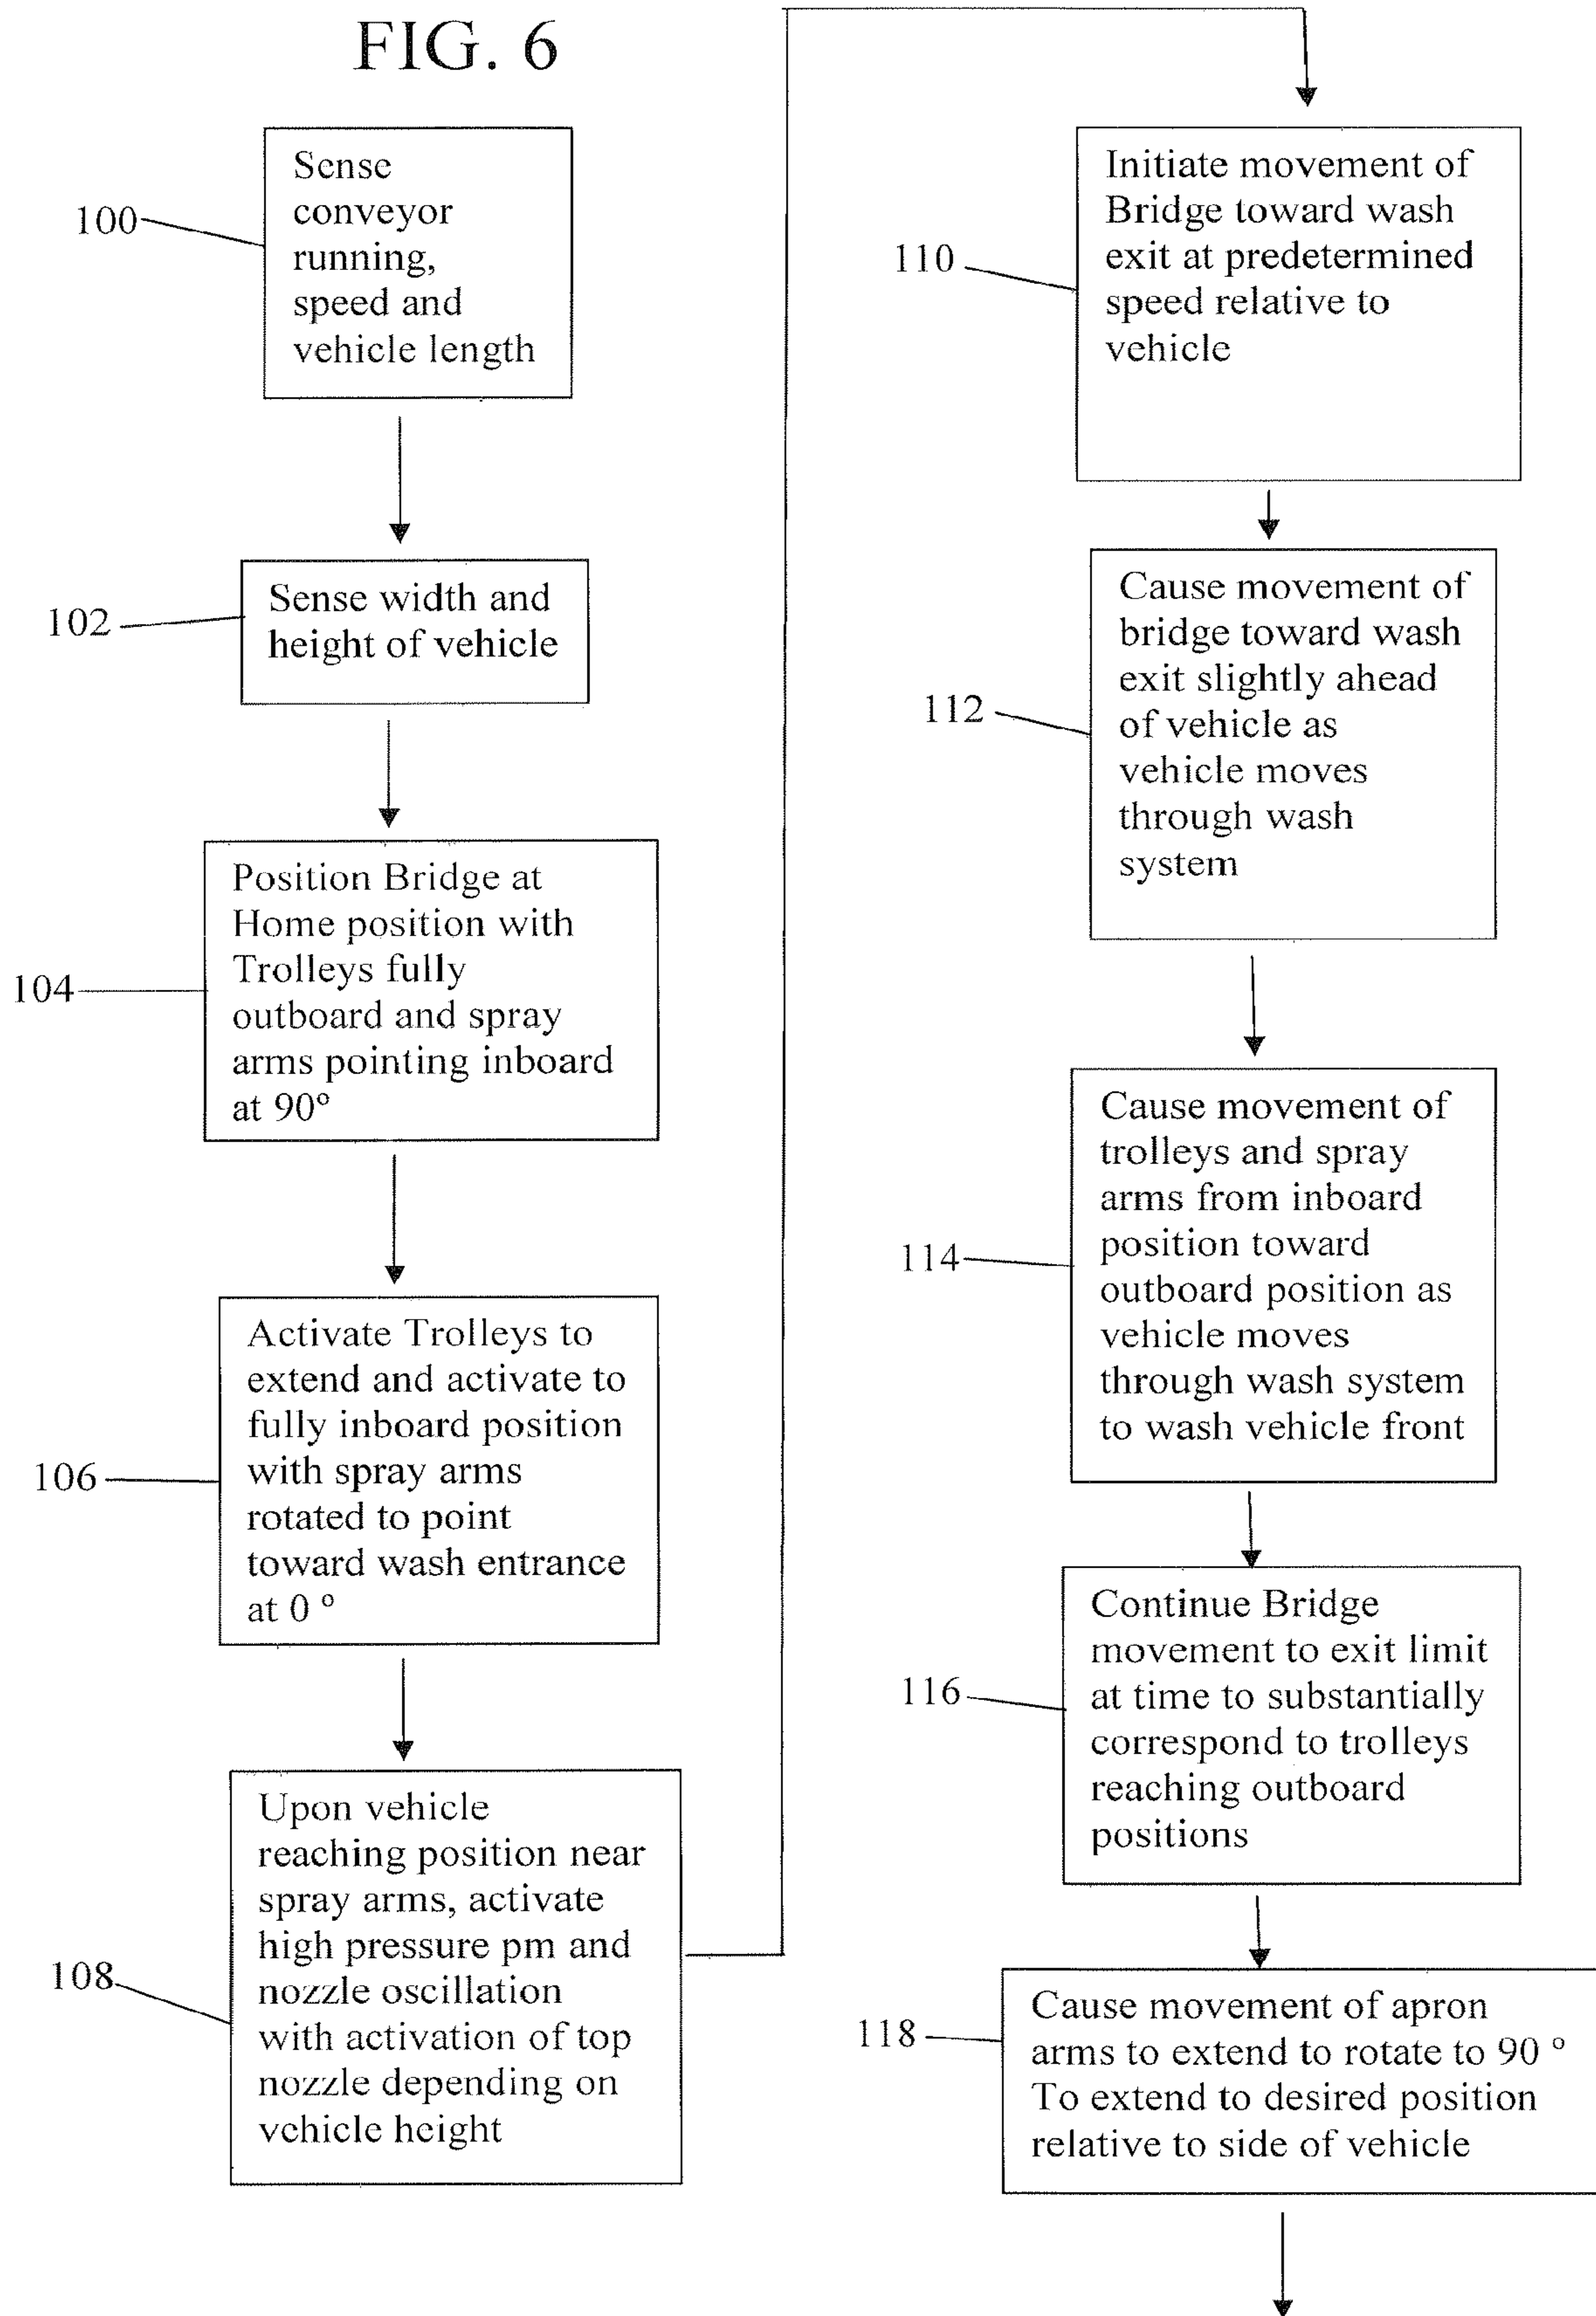 FIG. 6
100
Sense
conveyor
running,
speed and
vehicle length
102
Sense width and
height of vehicle
104
Position Bridge at
Home position with
Trolleys fully
outboard and spray
arms pointing inboard
at 90º
106
Activate Trolleys to
extend and activate to
fully inboard position
with spray arms
rotated to point
toward wash entrance
at 0 º
108
Upon vehicle
reaching position near
spray arms, activate
high pressure pm and
nozzle oscillation
with activation of top
nozzle depending on
vehicle height
110
Initiate movement of
Bridge toward wash
exit at predetermined
speed relative to
vehicle
112
Cause movement of
bridge toward wash
exit slightly ahead
of vehicle as
vehicle moves
through wash
system
114
Cause movement of
trolleys and spray
arms from inboard
position toward
outboard position as
vehicle moves
through wash system
to wash vehicle front
116
Continue Bridge
movement to exit limit
at time to substantially
correspond to trolleys
reaching outboard
positions
118
Cause movement of apron
arms to extend to rotate to 90 º
To extend to desired position
relative to side of vehicle